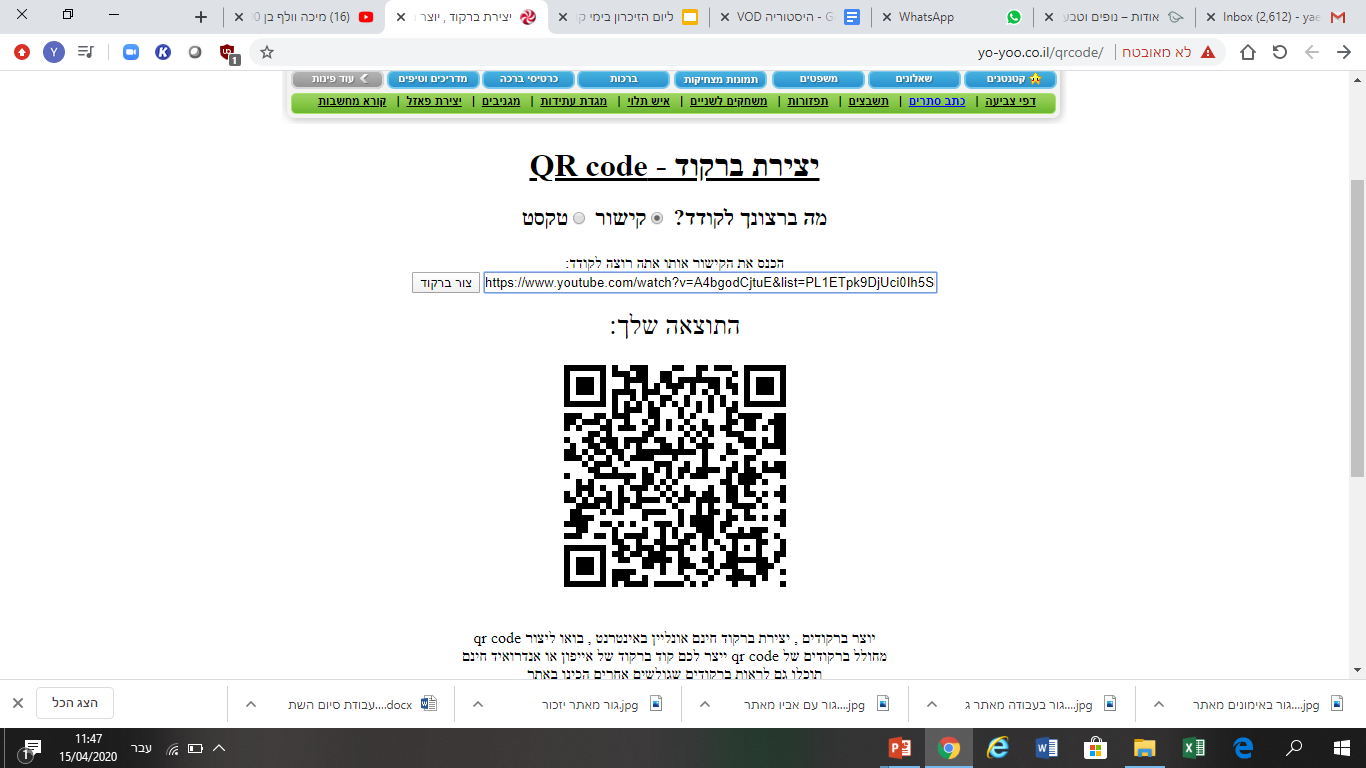 Inbox (2,612) - yae
אודות – נופים וטבע
WhatsApp
היסטוריה VOD - G
ליום הזיכרון בימי ק
יצירת ברקוד , יוצר ו
(16) מיכה וולף בן 0
yo-yoo.co.il/qrcode/
לא מאובטח
Y
1
קטנטנים
שאלונים
משפטים
תמונות מצחיקות
ברכות
כרטיסי ברכה
מדריכים וטיפים
עוד פינות
דפי צביעה | כתב סתרים | תשבצים | תפזורות | משחקים לשניים | איש תלוי | מגדת עתידות | מגניבים | יצירת פאזל | קורא מחשבות
יצירת ברקוד - QR code
מה ברצונך לקודד? קישור טקסט
הכנס את הקישור אותו אתה רוצה לקודד:
https://www.youtube.com/watch?v=A4bgodCjtuE&list=PL1ETpk9DjUci0Ih5S
צור ברקוד
התוצאה שלך:
יוצר ברקודים , יצירת ברקוד חינם אונליין באינטרנט , בואו ליצור qr code
מחולל ברקודים של qr code ייצר לכם קוד ברקוד של אייפון או אנדרואיד חינם
תוכלו גם לראות ברקודים שגולשים אחרים הכינו באתר
גור באימונים מאתר....jpg
גור בעבודה מאתר ג....jpg
גור עם אביו מאתר....jpg
גור מאתר יזכור.jpg
עבודת סיום השת....docx
הצג הכל
עבר
11:47
15/04/2020
1